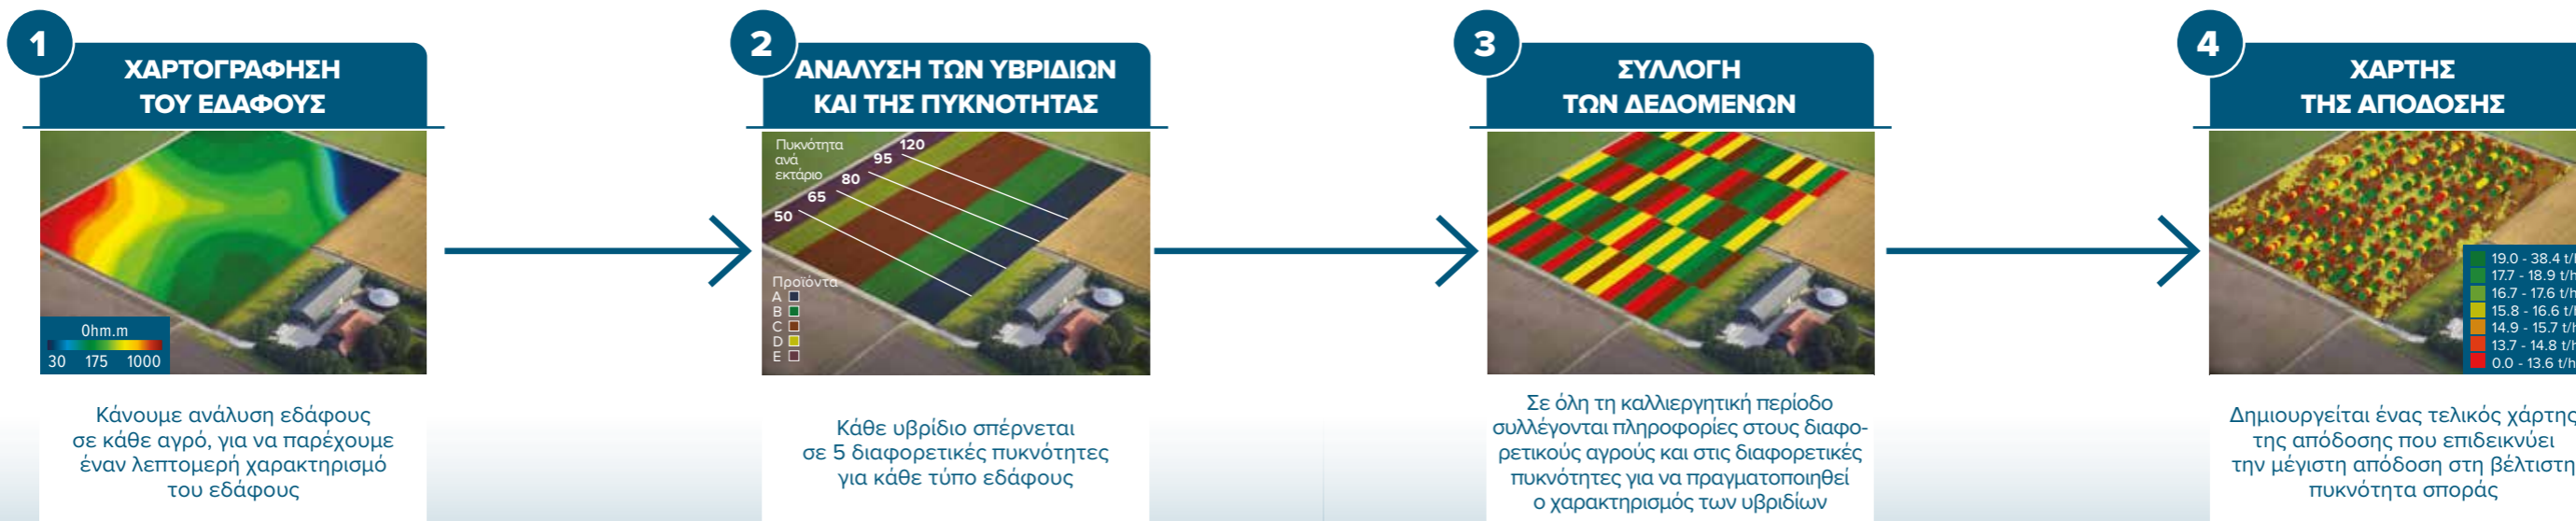 1
ΧΑΡΤΟΓΡΑΦΗΣΗ
ΤΟΥ ΕΔΑΦΟΥΣ
Ohm.m
30 175 1000
Κάνουμε ανάλυση εδάφους
σε κάθε αγρό, για να παρέχουμε
έναν λεπτομερή χαρακτηρισμό
του εδάφους
2
ΑΝΑΛΥΣΗ ΤΩΝ ΥΒΡΙΔΙΩΝ
ΚΑΙ ΤΗΣ ΠΥΚΝΟΤΗΤΑΣ
Πυκνότητα
ανά
εκτάριο
120
95
80
65
50
Προϊόντα
A
B
C
D
E
Κάθε υβρίδιο σπέρνεται
σε 5 διαφορετικές πυκνότητες
για κάθε τύπο εδάφους
3
ΣΥΛΛΟΓΗ
ΤΩΝ ΔΕΔΟΜΕΝΩΝ
Σε όλη τη καλλιεργητική περίοδο
συλλέγονται πληροφορίες στους διαφο-
ρετικούς αγρούς και στις διαφορετικές
πυκνότητες για να πραγματοποιηθεί
ο χαρακτηρισμός των υβριδίων
4
ΧΑΡΤΗΣ
ΤΗΣ ΑΠΟΔΟΣΗΣ
19.0 - 38.4 t/h
17.7 - 18.9 t/h
16.7 - 17.6 t/h
15.8 - 16.6 t/h
14.9 - 15.7 t/h
13.7 - 14.8 t/h
0.0 - 13.6 t/h
Δημιουργείται ένας τελικός χάρτης
της απόδοσης που επιδεικνύει
την μέγιστη απόδοση στη βέλτιστη
πυκνότητα σποράς